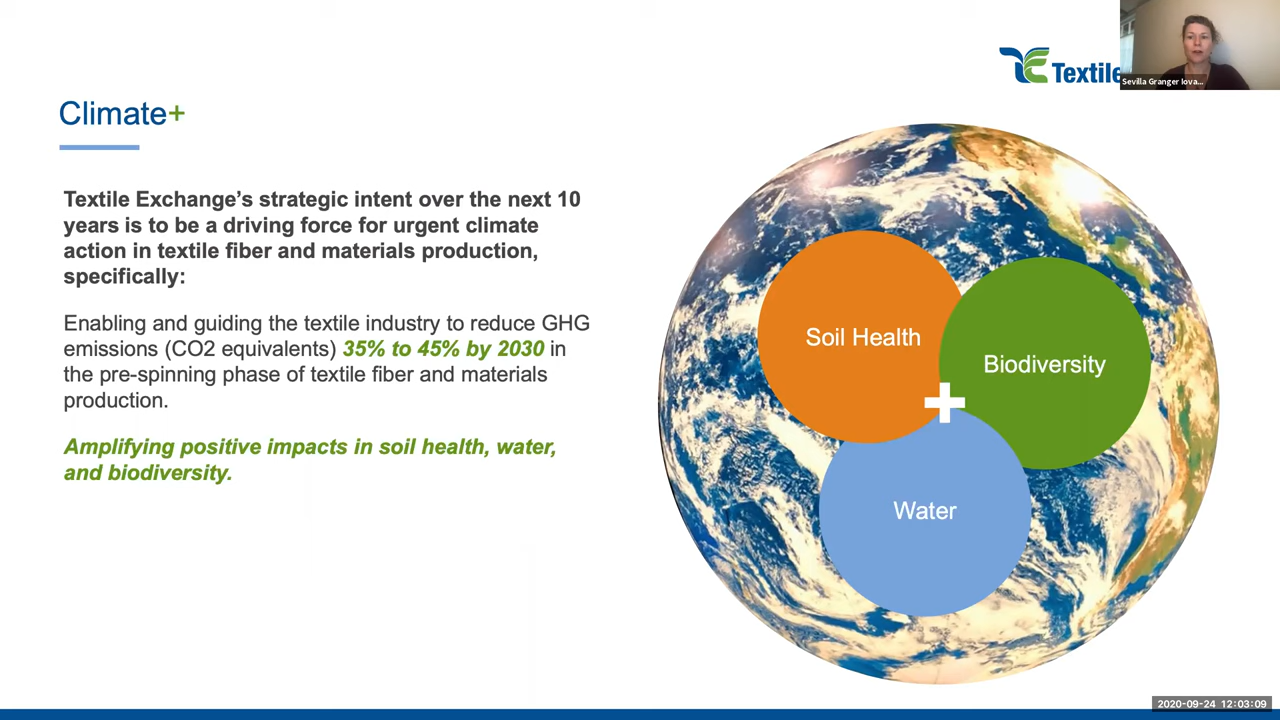 Textile
Sevilla Granger Iova...
Climate+
Textile Exchange’s strategic intent over the next 10
years is to be a driving force for urgent climate
action in textile fiber and materials production,
specifically:
Enabling and guiding the textile industry to reduce GHG
emissions (CO2 equivalents) 35% to 45% by 2030 in
the pre-spinning phase of textile fiber and materials
production.
Amplifying positive impacts in soil health, water,
and biodiversity.
Soil Health
Biodiversity
Water
2020-09-24 12:03:09